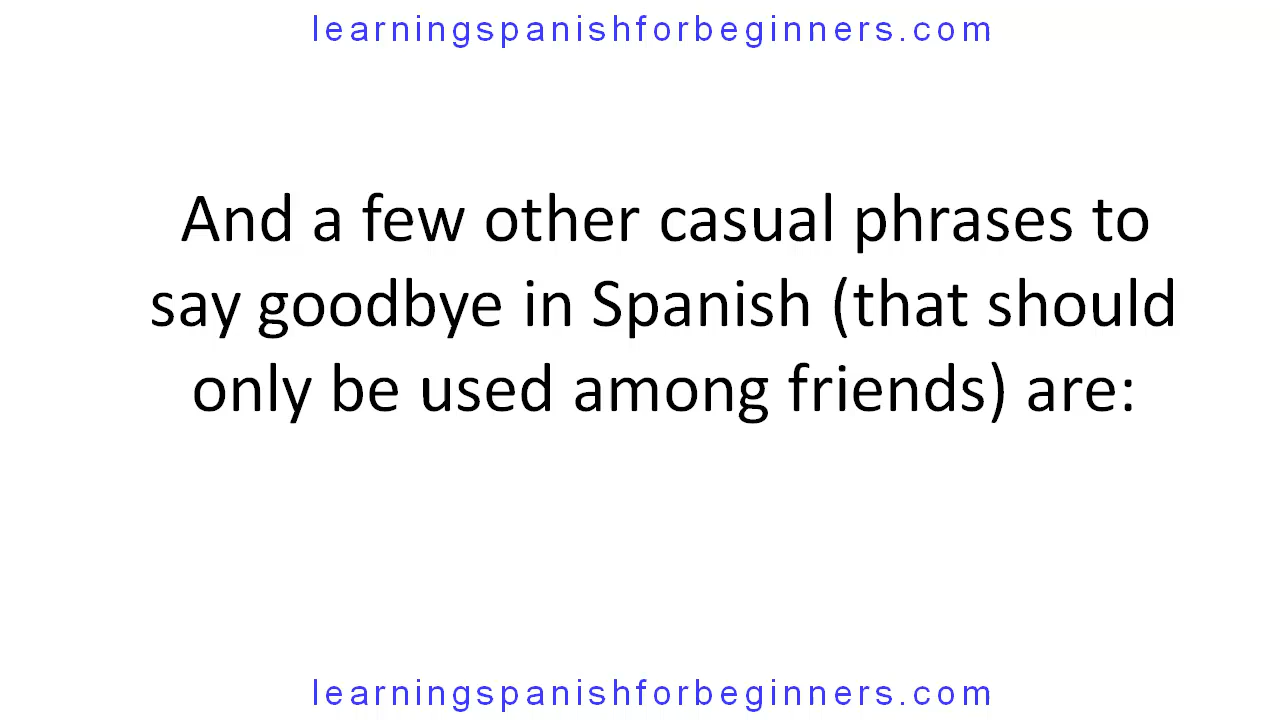 learningspanishforbeginners.com
And a few other casual phrases to
say goodbye in Spanish (that should
only be used among friends) are:
learningspanishforbeginners.com